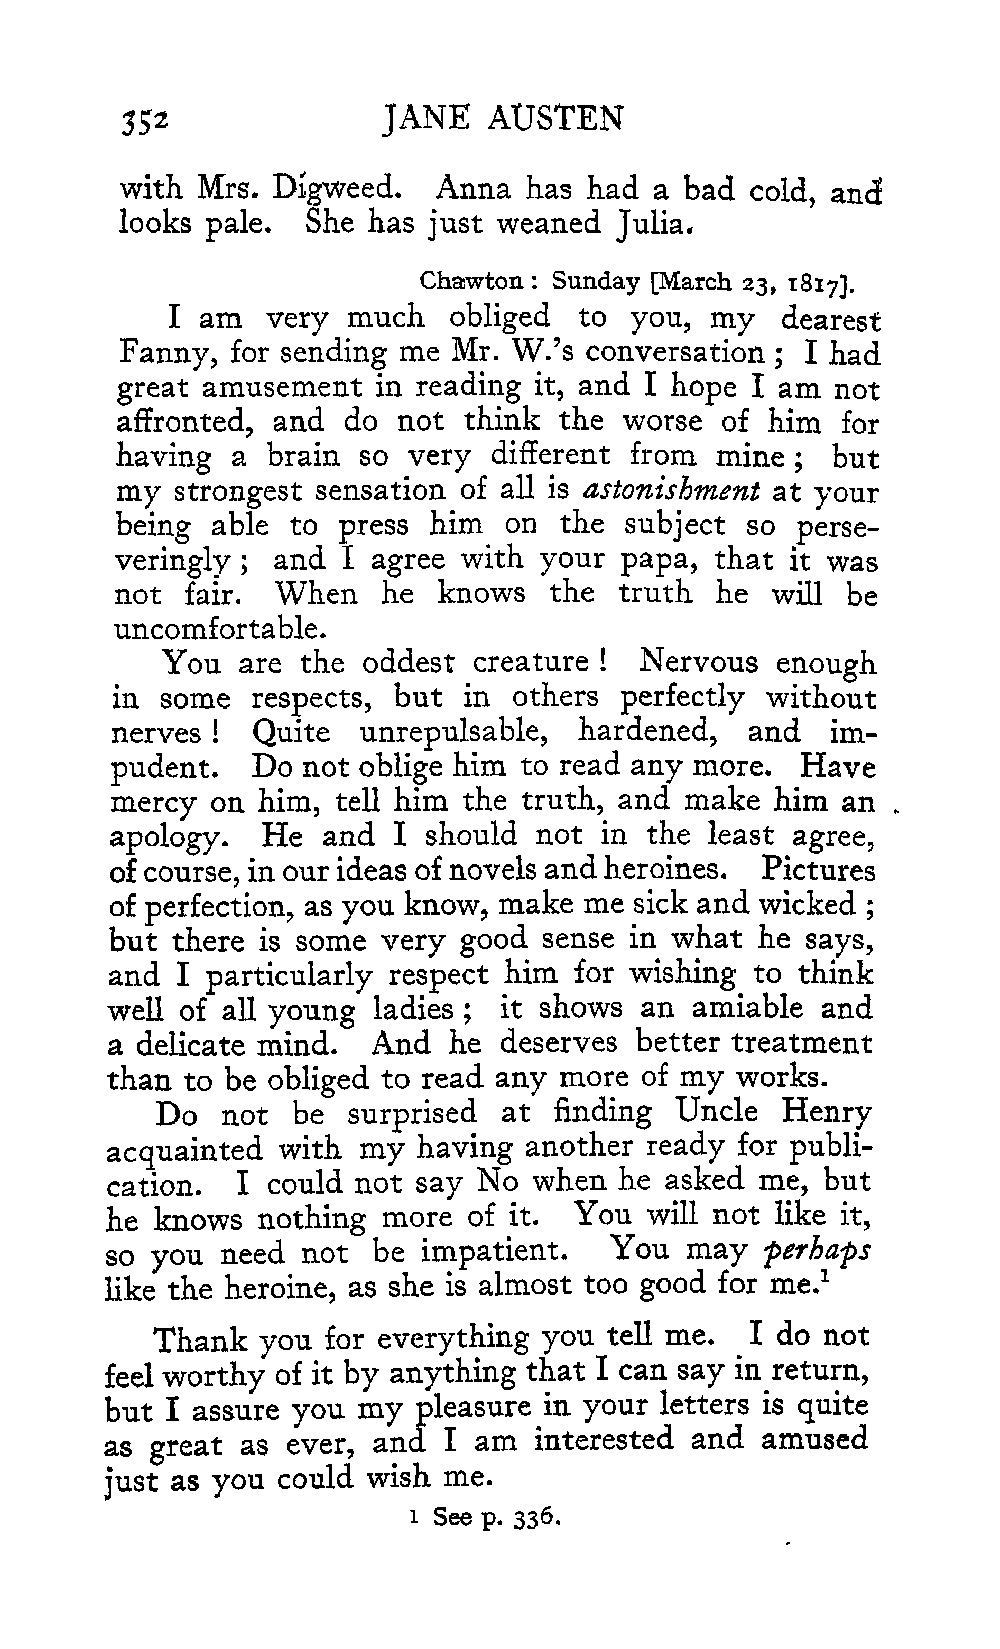 352 JANE AUSTEN
with Mrs. Digweed. Anna has had a bad cold, and
looks pale. She has just weaned Julia.
Chawton : Sunday [March 23, 1817].
I am very much obliged to you, my dearest
Fanny, for sending me Mr. W.'s conversation ; I had
great amusement in reading it, and I hope I am not
affronted, and do not think the worse of him for
having a brain so very different from mine ; but
my strongest sensation of all is astonishment at your
being able to press him on the subject so perse-
veringly ; and I agree with your papa, that it was
not fair. When he knows the truth he will be
uncomfortable.
You are the oddest creature ! Nervous enough
in some respects, but in others perfectly without
nerves ! Quite unrepulsable, hardened, and im-
pudent. Do not oblige him to read any more. Have
mercy on him, tell him the truth, and make him an
apology. He and I should not in the least agree,
of course, in our ideas of novels and heroines. Pictures
of perfection, as you know, make me sick and wicked ;
but there is some very good sense in what he says,
and I particularly respect him for wishing to think
well of all young ladies ; it shows an amiable and
a delicate mind. And he deserves better treatment
than to be obliged to read any more of my works.
Do not be surprised at finding Uncle Henry
acquainted with my having another ready for publi-
cation. I could not say No when he asked me, but
he knows nothing more of it. You will not like it,
so you need not be impatient. You may perhaps
like the heroine, as she is almost too good for me.¹
Thank you for everything you tell me. I do not
feel worthy of it by anything that I can say in return,
but I assure you my pleasure in your letters is quite
as great as ever, and I am interested and amused
just as you could wish me.
1 See p. 336.